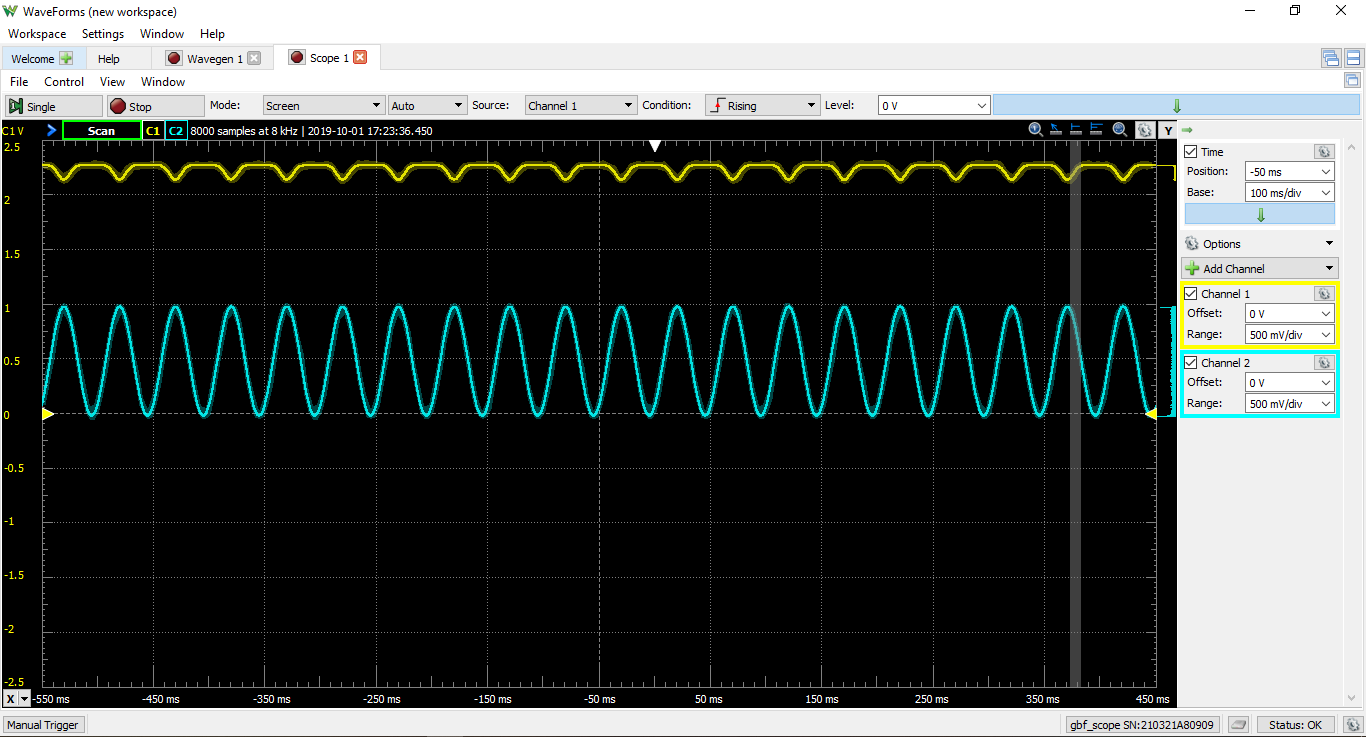 WaveForms (new workspace)
Workspace Settings Window Help
Welcome Help Wavegen 1 Scope 1
File Control View Window
Single Stop Mode: Screen Auto Source: Channel 1 Condition: Rising Level: 0 V
C1 V Scan C1 C2 8000 samples at 8 kHz | 2019-10-01 17:23:36.450 Y
2.5
2
1.5
1
0.5
0
-0.5
-1
-1.5
-2
-2.5
X -550 ms -450 ms -350 ms -250 ms -150 ms -50 ms 50 ms 150 ms 250 ms 350 ms 450 ms
Time
Position: -50 ms
Base: 100 ms/div
Options
Add Channel
Channel 1
Offset: 0 V
Range: 500 mV/div
Channel 2
Offset: 0 V
Range: 500 mV/div
Manual Trigger gbf_scope SN:210321A80909 Status: OK